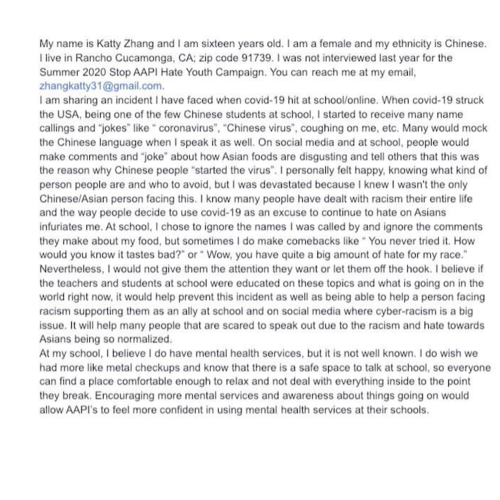 My name is Katty Zhang and I am sixteen years old. I am a female and my ethnicity is Chinese.
I live in Rancho Cucamonga, CA; zip code 91739. I was not interviewed last year for the
Summer 2020 Stop AAPI Hate Youth Campaign. You can reach me at my email,
zhangkatty31@gmail.com.
I am sharing an incident I have faced when covid-19 hit at school/online. When covid-19 struck
the USA, being one of the few Chinese students at school, I started to receive many name
callings and "jokes" like " coronavirus", "Chinese virus", coughing on me, etc. Many would mock
the Chinese language when I speak it as well. On social media and at school, people would
make comments and "joke" about how Asian foods are disgusting and tell others that this was
the reason why Chinese people "started the virus". I personally felt happy, knowing what kind of
person people are and who to avoid, but I was devastated because I knew I wasn't the only
Chinese/Asian person facing this. I know many people have dealt with racism their entire life
and the way people decide to use covid-19 as an excuse to continue to hate on Asians
infuriates me. At school, I chose to ignore the names I was called by and ignore the comments
they make about my food, but sometimes I do make comebacks like " You never tried it. How
would you know it tastes bad?" or " Wow, you have quite a big amount of hate for my race."
Nevertheless, I would not give them the attention they want or let them off the hook. I believe if
the teachers and students at school were educated on these topics and what is going on in the
world right now, it would help prevent this incident as well as being able to help a person facing
racism supporting them as an ally at school and on social media where cyber-racism is a big
issue. It will help many people that are scared to speak out due to the racism and hate towards
Asians being so normalized.
At my school, I believe I do have mental health services, but it is not well known. I do wish we
had more like metal checkups and know that there is a safe space to talk at school, so everyone
can find a place comfortable enough to relax and not deal with everything inside to the point
they break. Encouraging more mental services and awareness about things going on would
allow AAPI's to feel more confident in using mental health services at their schools.